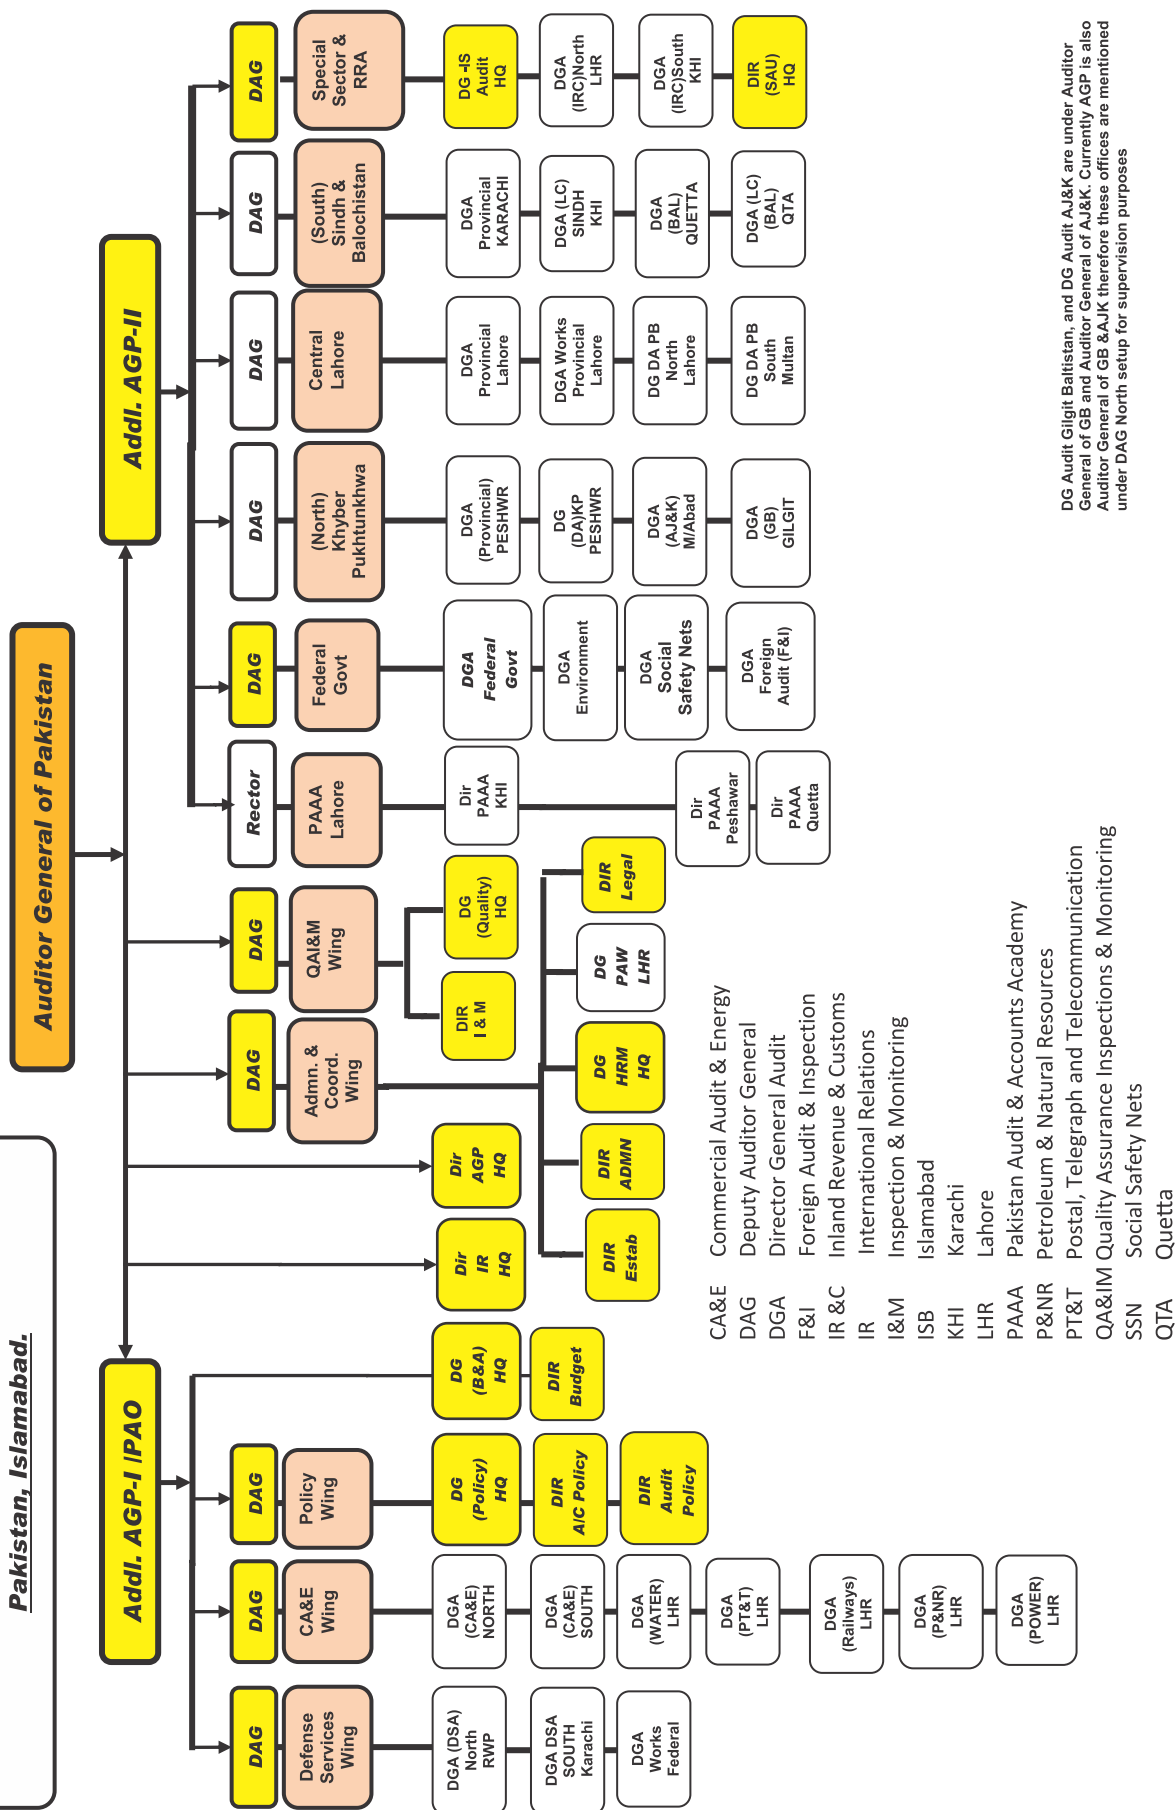 Pakistan, Islamabad.
Auditor General of Pakistan
Addl. AGP-I /PAO
Addl. AGP-II
DAG
Defense
Services
Wing
DGA (DSA)
North
RWP
DGA DSA
SOUTH
Karachi
DGA
Works
Federal
DAG
CA&E
Wing
DGA
(CA&E)
NORTH
DGA
(CA&E)
SOUTH
DGA
(WATER)
LHR
DGA
(PT&T)
LHR
DGA
(Railways)
LHR
DGA
(P&NR)
LHR
DGA
(POWER)
LHR
DAG
Policy
Wing
DG
(Policy)
HQ
DIR
A/C Policy
DIR
Audit
Policy
DG
(B&A)
HQ
DIR
Budget
Dir
IR
HQ
Dir
AGP
HQ
DAG
Admn. &
Coord.
Wing
DIR
Estab
DIR
ADMN
DG
HRM
HQ
DG
PAW
LHR
DIR
Legal
DAG
QAI&M
Wing
DIR
I & M
DG
(Quality)
HQ
Rector
PAAA
Lahore
Dir
PAAA
KHI
Dir
PAAA
Peshawar
Dir
PAAA
Quetta
DAG
Federal
Govt
DGA
Federal
Govt
DGA
Environment
DGA
Social
Safety Nets
DGA
Foreign
Audit (F&I)
DAG
(North)
Khyber
Pukhtunkhwa
DGA
(Provincial)
PESHWR
DG
(DA)KP
PESHWR
DGA
(AJ&K)
M/Abad
DGA
(GB)
GILGIT
DAG
Central
Lahore
DGA
Provincial
Lahore
DGA Works
Provincial
Lahore
DG DA PB
North
Lahore
DG DA PB
South
Multan
DAG
(South)
Sindh &
Balochistan
DGA
Provincial
KARACHI
DGA (LC)
SINDH
KHI
DGA
(BAL)
QUETTA
DGA (LC)
(BAL)
QTA
DAG
Special
Sector &
RRA
DG -IS
Audit
HQ
DGA
(IRC)North
LHR
DGA
(IRC)South
KHI
DIR
(SAU)
HQ
CA&E Commercial Audit & Energy
DAG Deputy Auditor General
DGA Director General Audit
F&I Foreign Audit & Inspection
IR &C Inland Revenue & Customs
IR International Relations
I&M Inspection & Monitoring
ISB Islamabad
KHI Karachi
LHR Lahore
PAAA Pakistan Audit & Accounts Academy
P&NR Petroleum & Natural Resources
PT&T Postal, Telegraph and Telecommunication
QA&IM Quality Assurance Inspections & Monitoring
SSN Social Safety Nets
QTA Quetta
DG Audit Gilgit Baltistan, and DG Audit AJ&K are under Auditor
General of GB and Auditor General of AJ&K. Currently AGP is also
Auditor General of GB &AJK therefore these offices are mentioned
under DAG North setup for supervision purposes